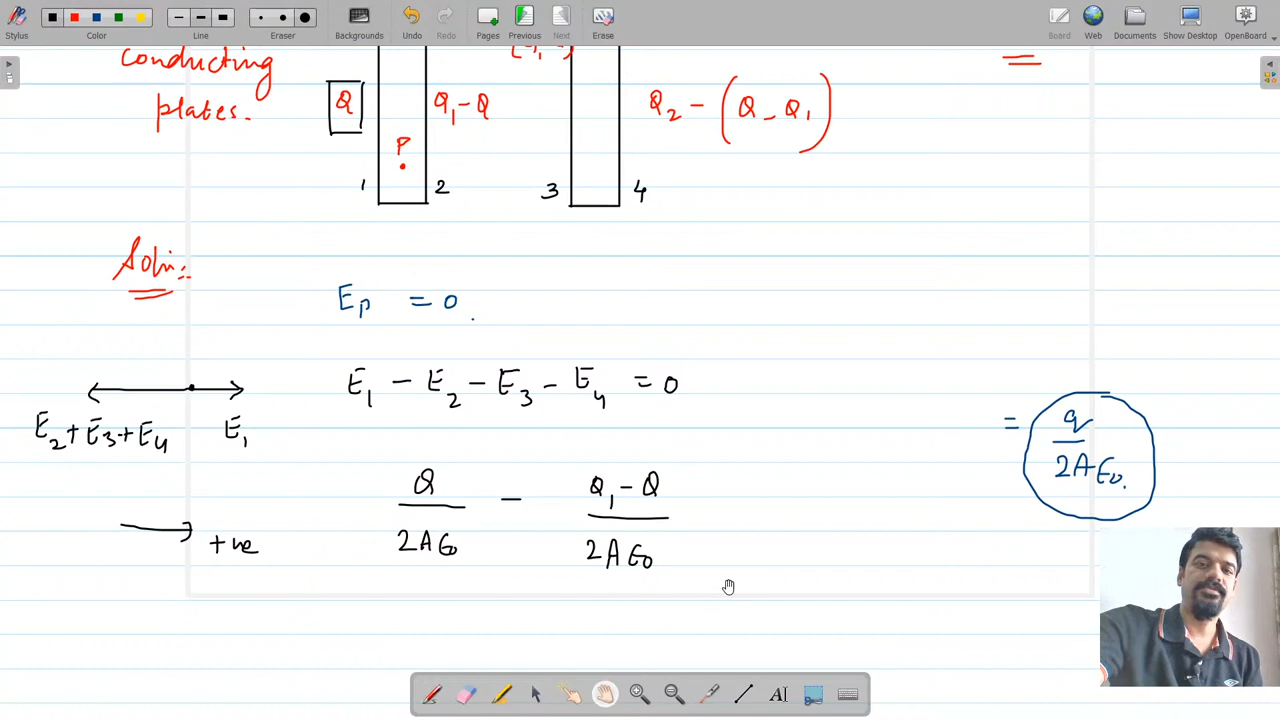 Stylus Color Line Eraser Backgrounds Undo Redo Pages Previous Next Erase Board Web Documents Show Desktop OpenBoard
conducting
plates.
Q Q₁-Q Q₂ - (Q - Q₁)
P
1 2 3 4
Soln:
Eₚ = 0.
E₁ - E₂ - E₃ - E₄ = 0
E₂+E₃+E₄ E₁
= q/2Aε₀.
Q/2Aε₀ - Q₁-Q/2Aε₀
+ve